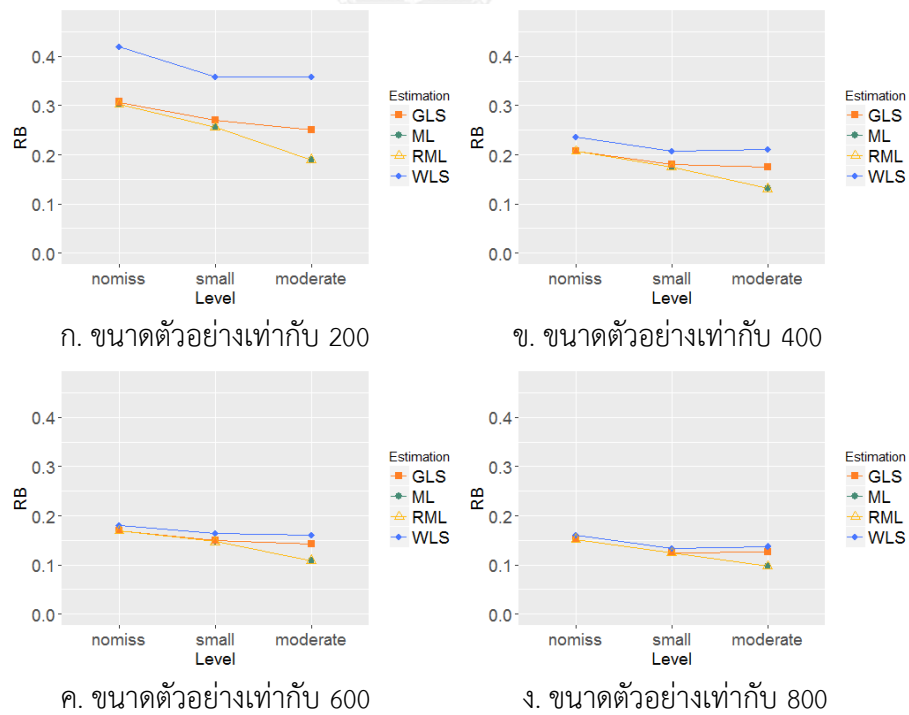 0.4
0.3
0.2
0.1
0.0
RB
nomiss small moderate
Level
Estimation
GLS
ML
RML
WLS
ก. ขนาดตัวอย่างเท่ากับ 200
0.4
0.3
0.2
0.1
0.0
RB
nomiss small moderate
Level
Estimation
GLS
ML
RML
WLS
ข. ขนาดตัวอย่างเท่ากับ 400
0.4
0.3
0.2
0.1
0.0
RB
nomiss small moderate
Level
Estimation
GLS
ML
RML
WLS
ค. ขนาดตัวอย่างเท่ากับ 600
0.4
0.3
0.2
0.1
0.0
RB
nomiss small moderate
Level
Estimation
GLS
ML
RML
WLS
ง. ขนาดตัวอย่างเท่ากับ 800